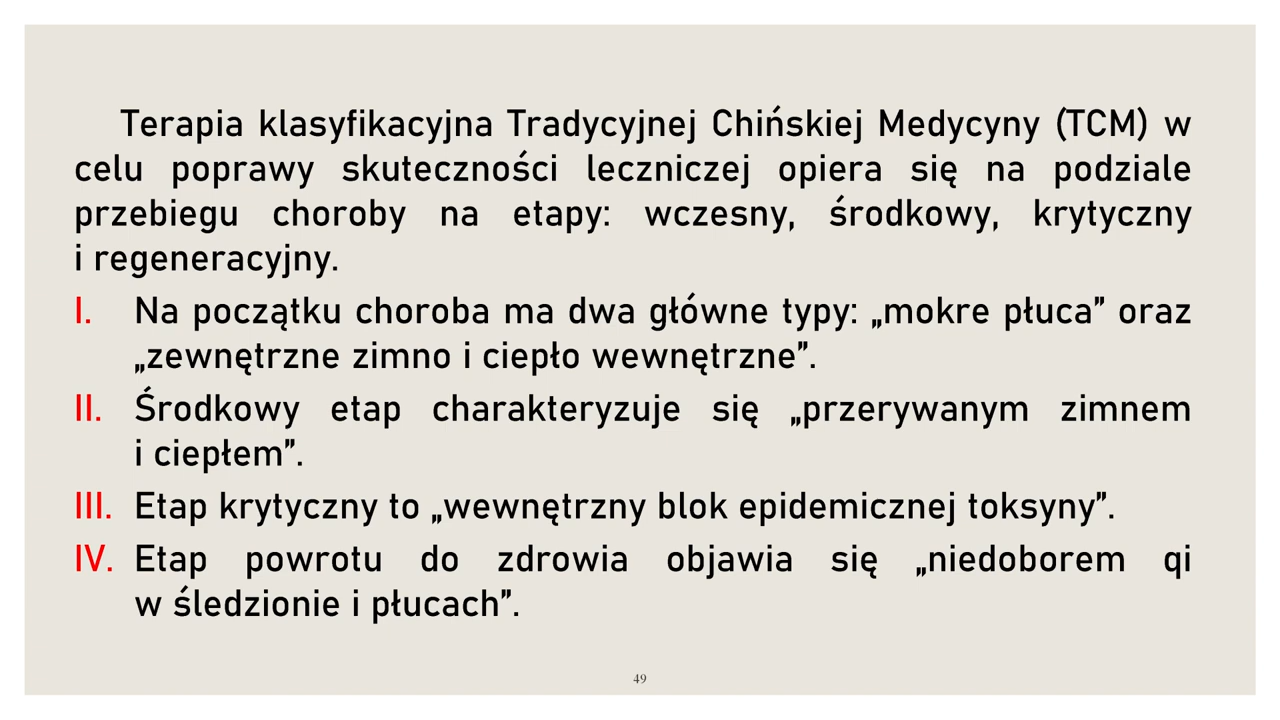 Terapia klasyfikacyjna Tradycyjnej Chińskiej Medycyny (TCM) w
celu poprawy skuteczności leczniczej opiera się na podziale
przebiegu choroby na etapy: wczesny, środkowy, krytyczny
i regeneracyjny.
I. Na początku choroba ma dwa główne typy: „mokre płuca” oraz
„zewnętrzne zimno i ciepło wewnętrzne”.
II. Środkowy etap charakteryzuje się „przerywanym zimnem
i ciepłem”.
III. Etap krytyczny to „wewnętrzny blok epidemicznej toksyny”.
IV. Etap powrotu do zdrowia objawia się „niedoborem qi
w śledzionie i płucach”.
49